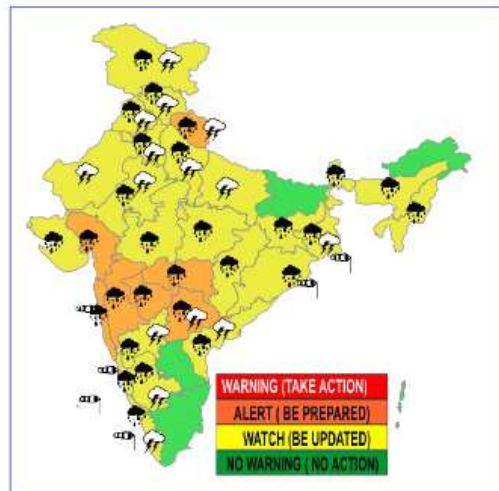 WARNING (TAKE ACTION)
ALERT ( BE PREPARED)
WATCH (BE UPDATED)
NO WARNING ( NO ACTION)